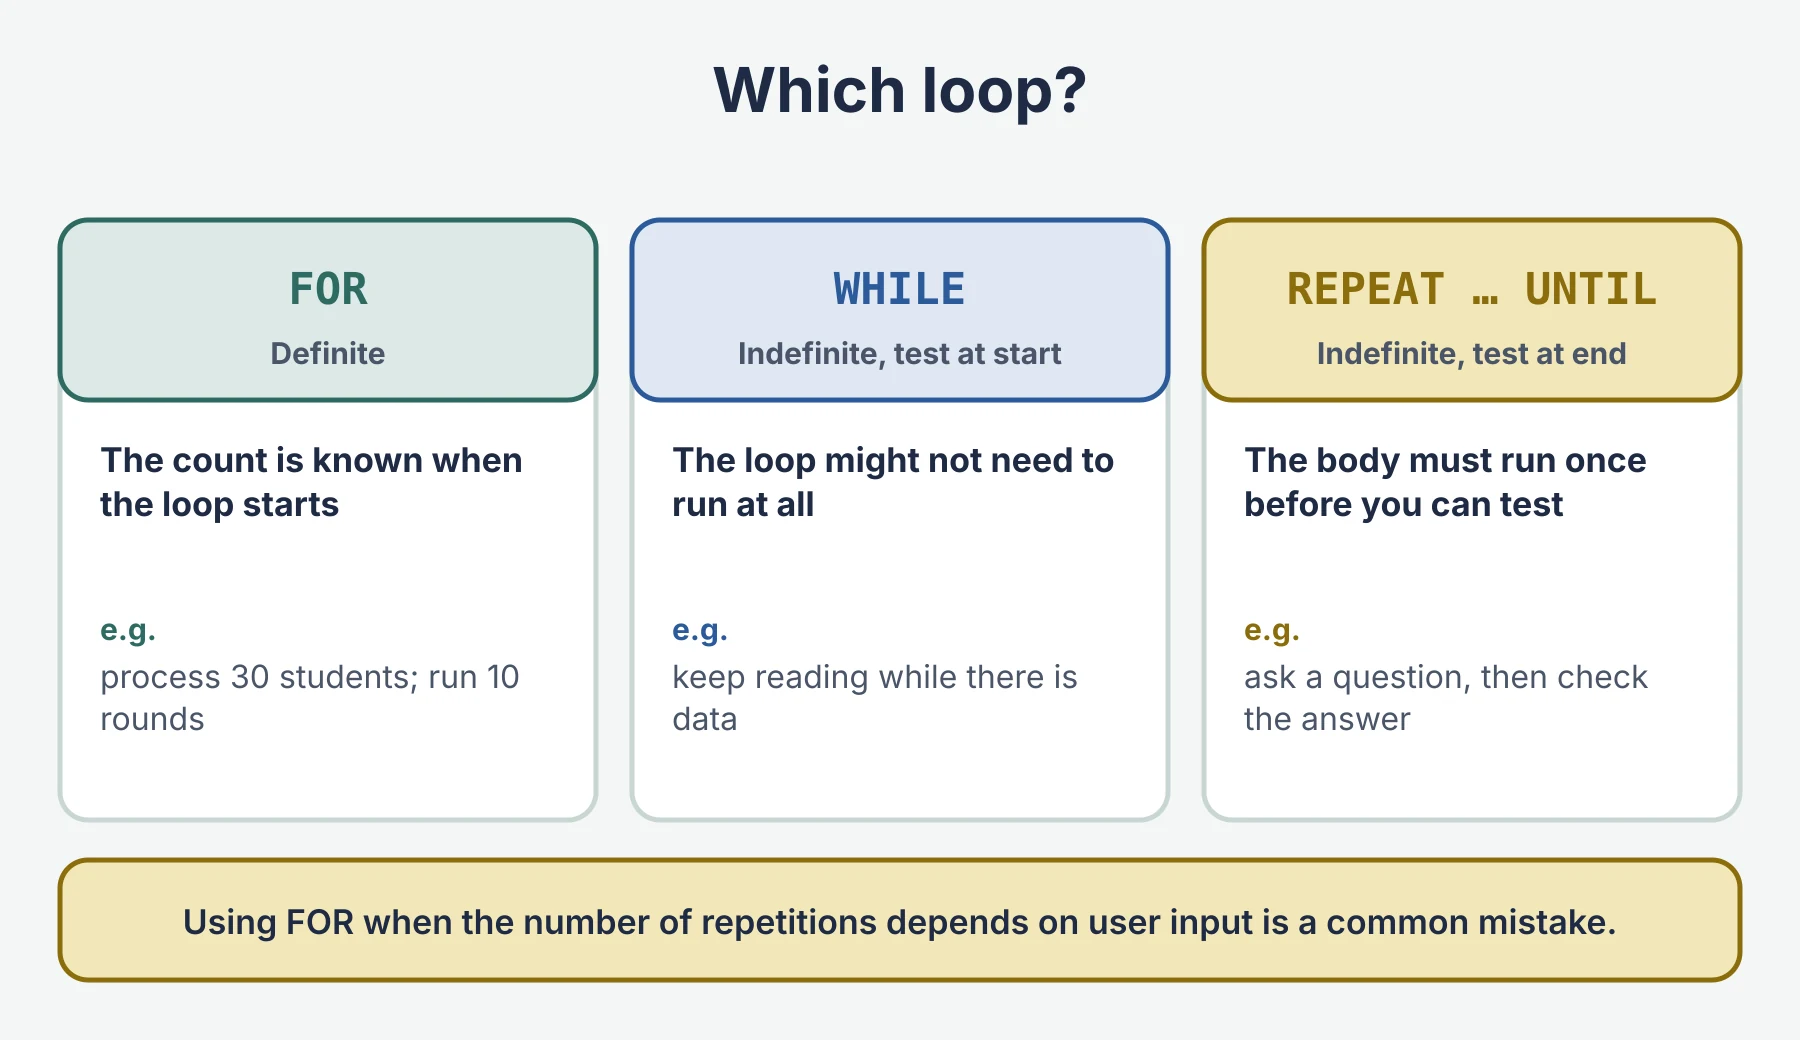 Which loop?
FOR
Definite
The count is known when
the loop starts
e.g.
process 30 students; run 10
rounds
WHILE
Indefinite, test at start
The loop might not need to
run at all
e.g.
keep reading while there is
data
REPEAT … UNTIL
Indefinite, test at end
The body must run once
before you can test
e.g.
ask a question, then check
the answer
Using FOR when the number of repetitions depends on user input is a common mistake.